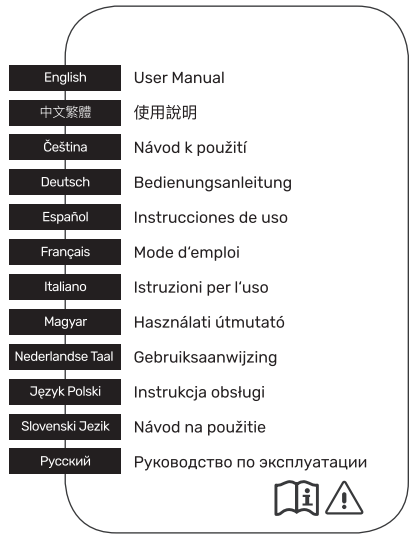 English User Manual
中文繁體 使用說明
Čeština Návod k použití
Deutsch Bedienungsanleitung
Español Instrucciones de uso
Français Mode d‘emploi
Italiano Istruzioni per l‘uso
Magyar Használati útmutató
Nederlandse Taal Gebruiksaanwijzing
Język Polski Instrukcja obsługi
Slovenski Jezik Návod na použitie
Русский Руководство по эксплуатации